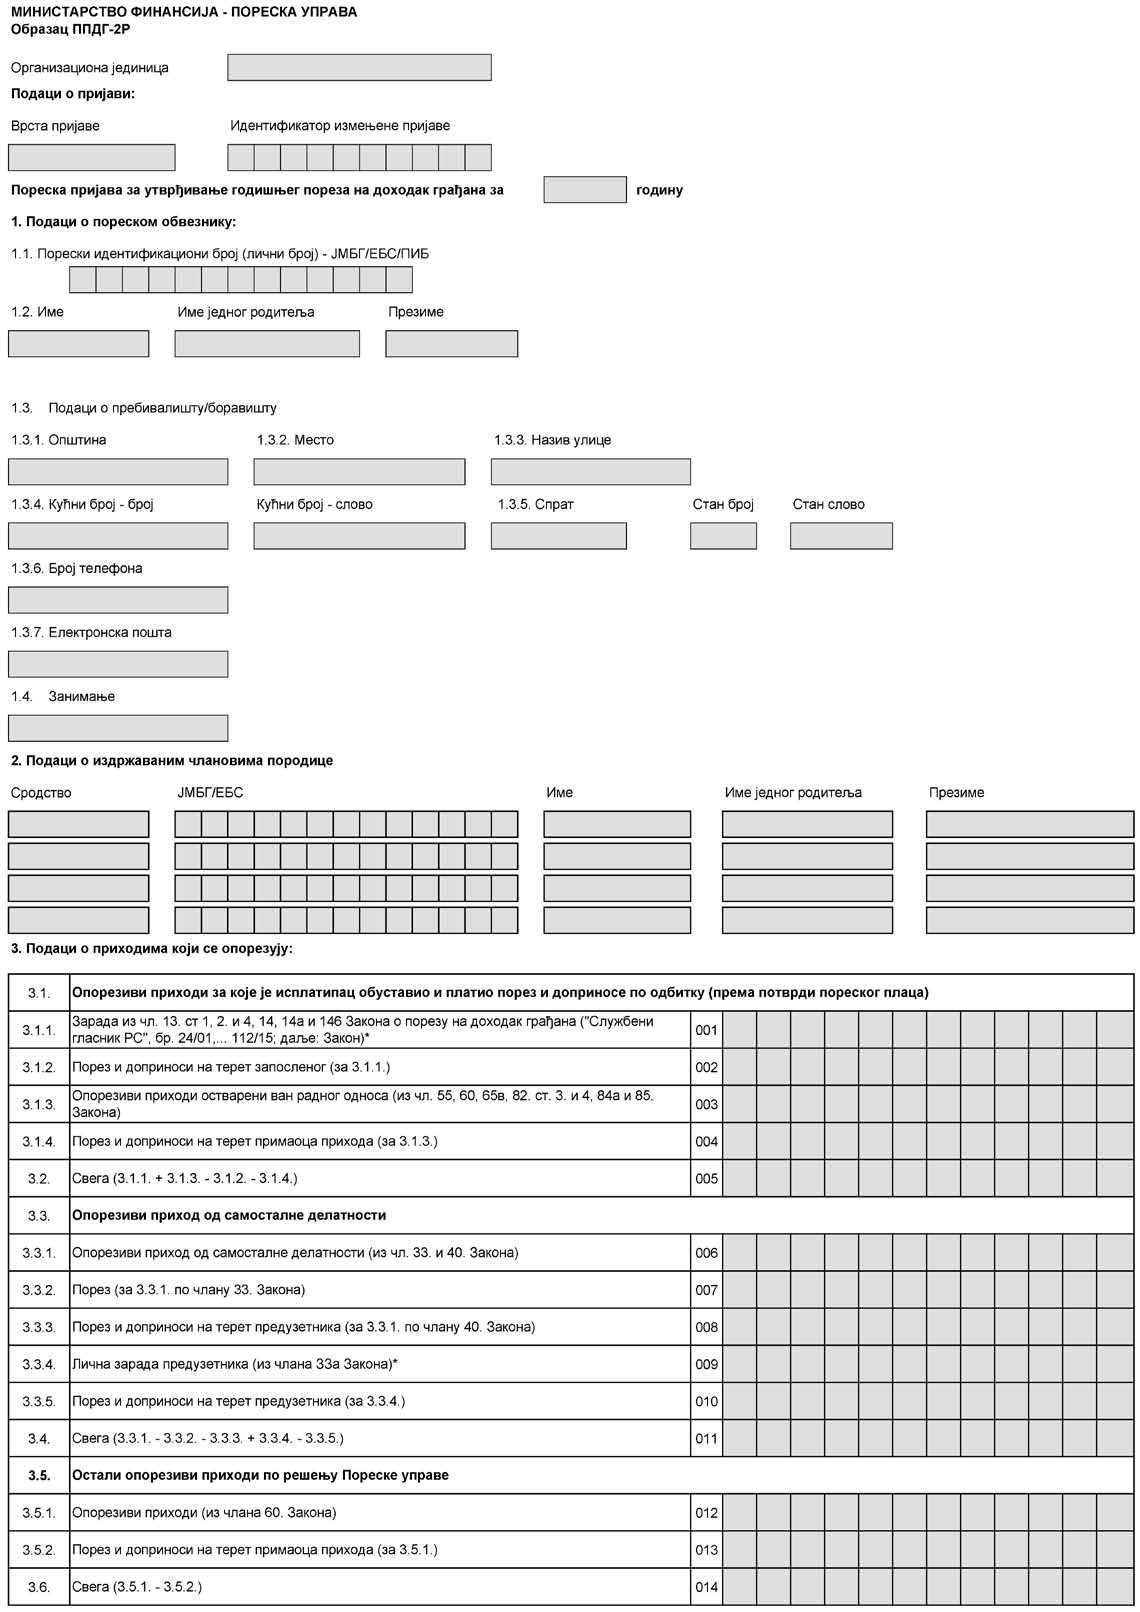 МИНИСТАРСТВО ФИНАНСИЈА - ПОРЕСКА УПРАВА
Образац ППДГ-2Р
Организациона јединица
Подаци о пријави:
Врста пријаве Идентификатор измењене пријаве
Пореска пријава за утврђивање годишњег пореза на доходак грађана за годину
1. Подаци о пореском обвезнику:
1.1. Порески идентификациони број (лични број) - ЈМБГ/ЕБС/ПИБ
1.2. Име Име једног родитеља Презиме
1.3. Подаци о пребивалишту/боравишту
1.3.1. Општина 1.3.2. Место 1.3.3. Назив улице
1.3.4. Кућни број - број Кућни број - слово 1.3.5. Спрат Стан број Стан слово
1.3.6. Број телефона
1.3.7. Електронска пошта
1.4. Занимање
2. Подаци о издржаваним члановима породице
Сродство ЈМБГ/ЕБС Име Име једног родитеља Презиме
3. Подаци о приходима који се опорезују:
3.1. Опорезиви приходи за које је исплатипац обуставио и платио порез и доприносе по одбитку (према потврди пореског плаца)
3.1.1. Зарада из чл. 13. ст 1, 2. и 4, 14, 14а и 14б Закона о порезу на доходак грађана ("Службени
гласник РС", бр. 24/01,... 112/15; даље: Закон)* 001
3.1.2. Порез и доприноси на терет запосленог (за 3.1.1.) 002
3.1.3. Опорезиви приходи остварени ван радног односа (из чл. 55, 60, 65в, 82. ст. 3. и 4, 84а и 85.
Закона) 003
3.1.4. Порез и доприноси на терет примаоца прихода (за 3.1.3.) 004
3.2. Свега (3.1.1. + 3.1.3. - 3.1.2. - 3.1.4.) 005
3.3. Опорезиви приход од самосталне делатности
3.3.1. Опорезиви приход од самосталне делатности (из чл. 33. и 40. Закона) 006
3.3.2. Порез (за 3.3.1. по члану 33. Закона) 007
3.3.3. Порез и доприноси на терет предузетника (за 3.3.1. по члану 40. Закона) 008
3.3.4. Лична зарада предузетника (из члана 33а Закона)* 009
3.3.5. Порез и доприноси на терет предузетника (за 3.3.4.) 010
3.4. Свега (3.3.1. - 3.3.2. - 3.3.3. + 3.3.4. - 3.3.5.) 011
3.5. Остали опорезиви приходи по решењу Пореске управе
3.5.1. Опорезиви приходи (из члана 60. Закона) 012
3.5.2. Порез и доприноси на терет примаоца прихода (за 3.5.1.) 013
3.6. Свега (3.5.1. - 3.5.2.) 014